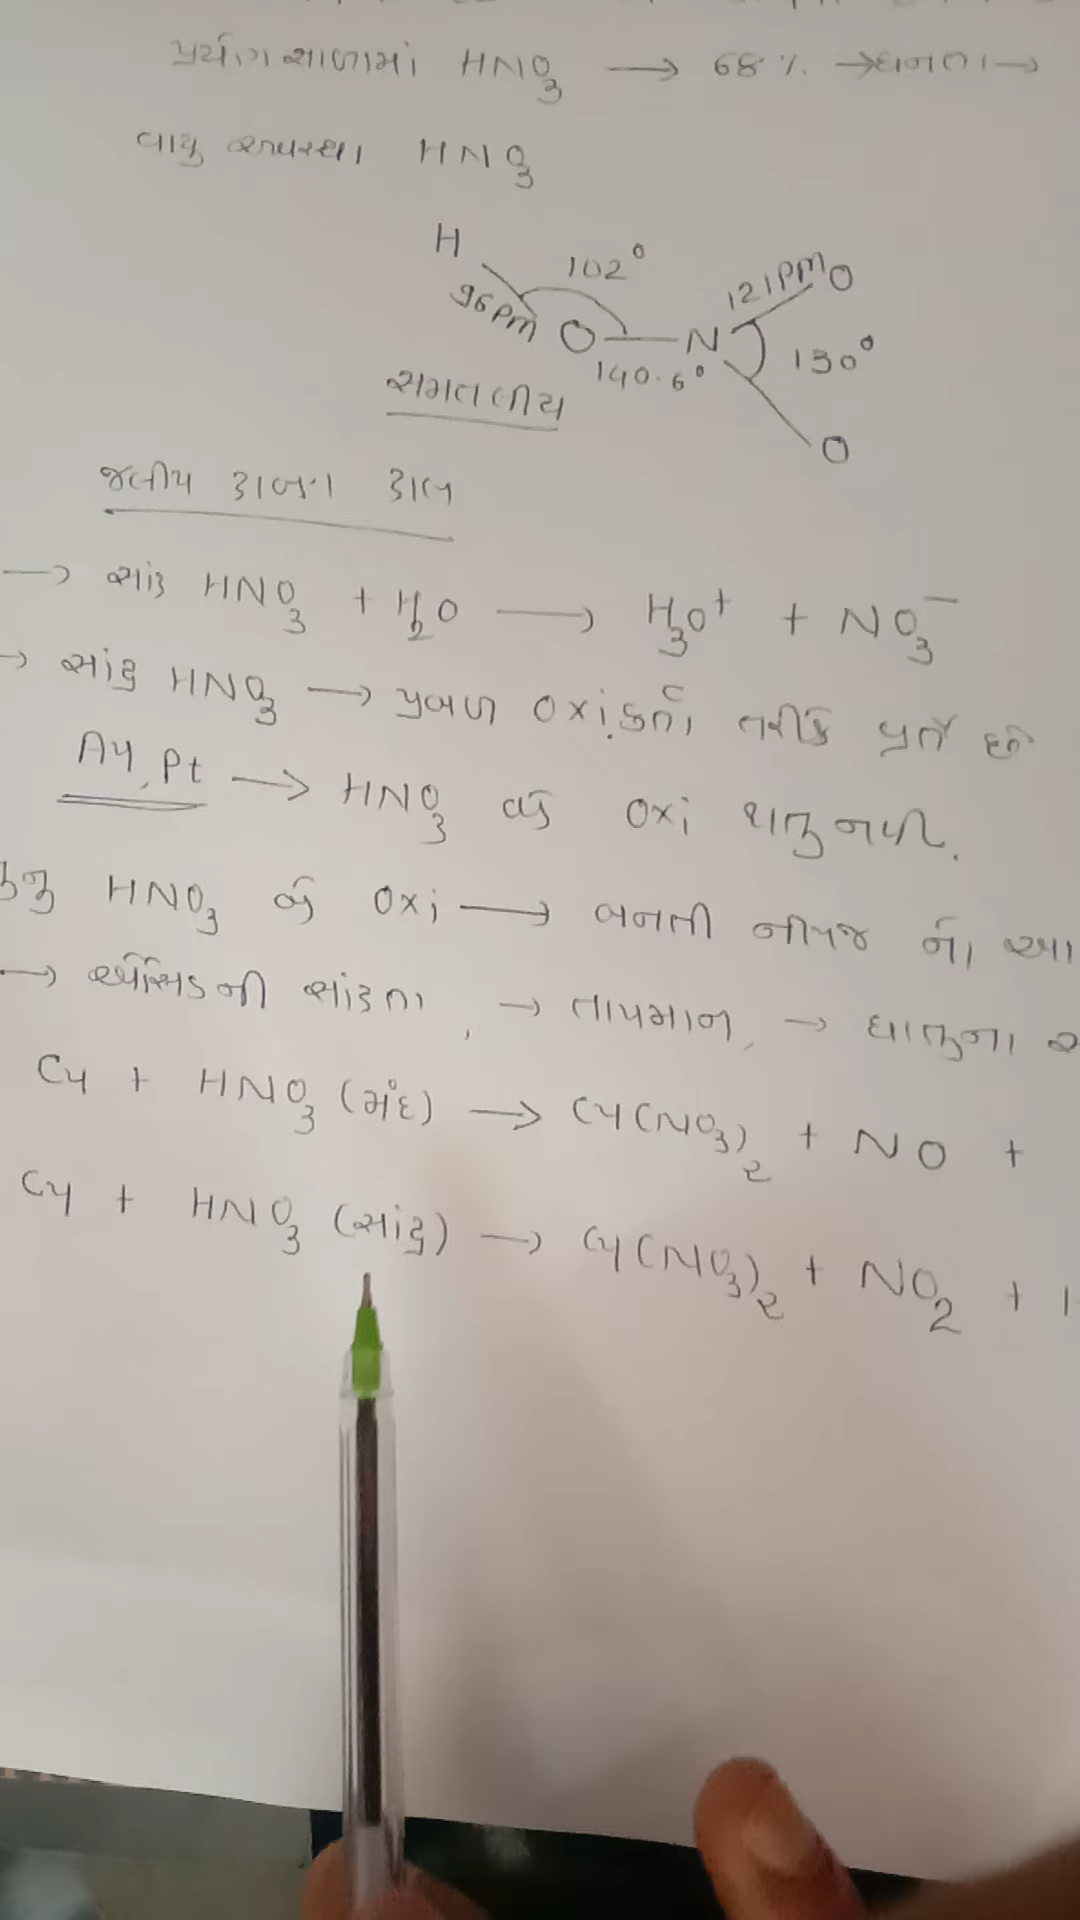 પ્રયોગશાળામાં HNO3 → 68% → ઘનતા →
વાયુ અવસ્થા HNO3
H
102°
96pm
O — N
121pm O
130°
140.6°
O
સમતલીય
જલીય
→ સાંદ્ર HNO3 + H2O → H3O+ + NO3−
→ સાંદ્ર HNO3 → પ્રબળ oxiકર્તા તરીકે વર્તે છે
Au, Pt → HNO3 વડે oxi થતુ નથી.
HNO3 વડે oxi → બનતી નીપજ નો આ
→ એસિડની સાંદ્રતા, → તાપમાન, → ધાતુના
Cu + HNO3 (મંદ) → Cu(NO3)2 + NO +
Cu + HNO3 (સાંદ્ર) → Cu(NO3)2 + NO2 +